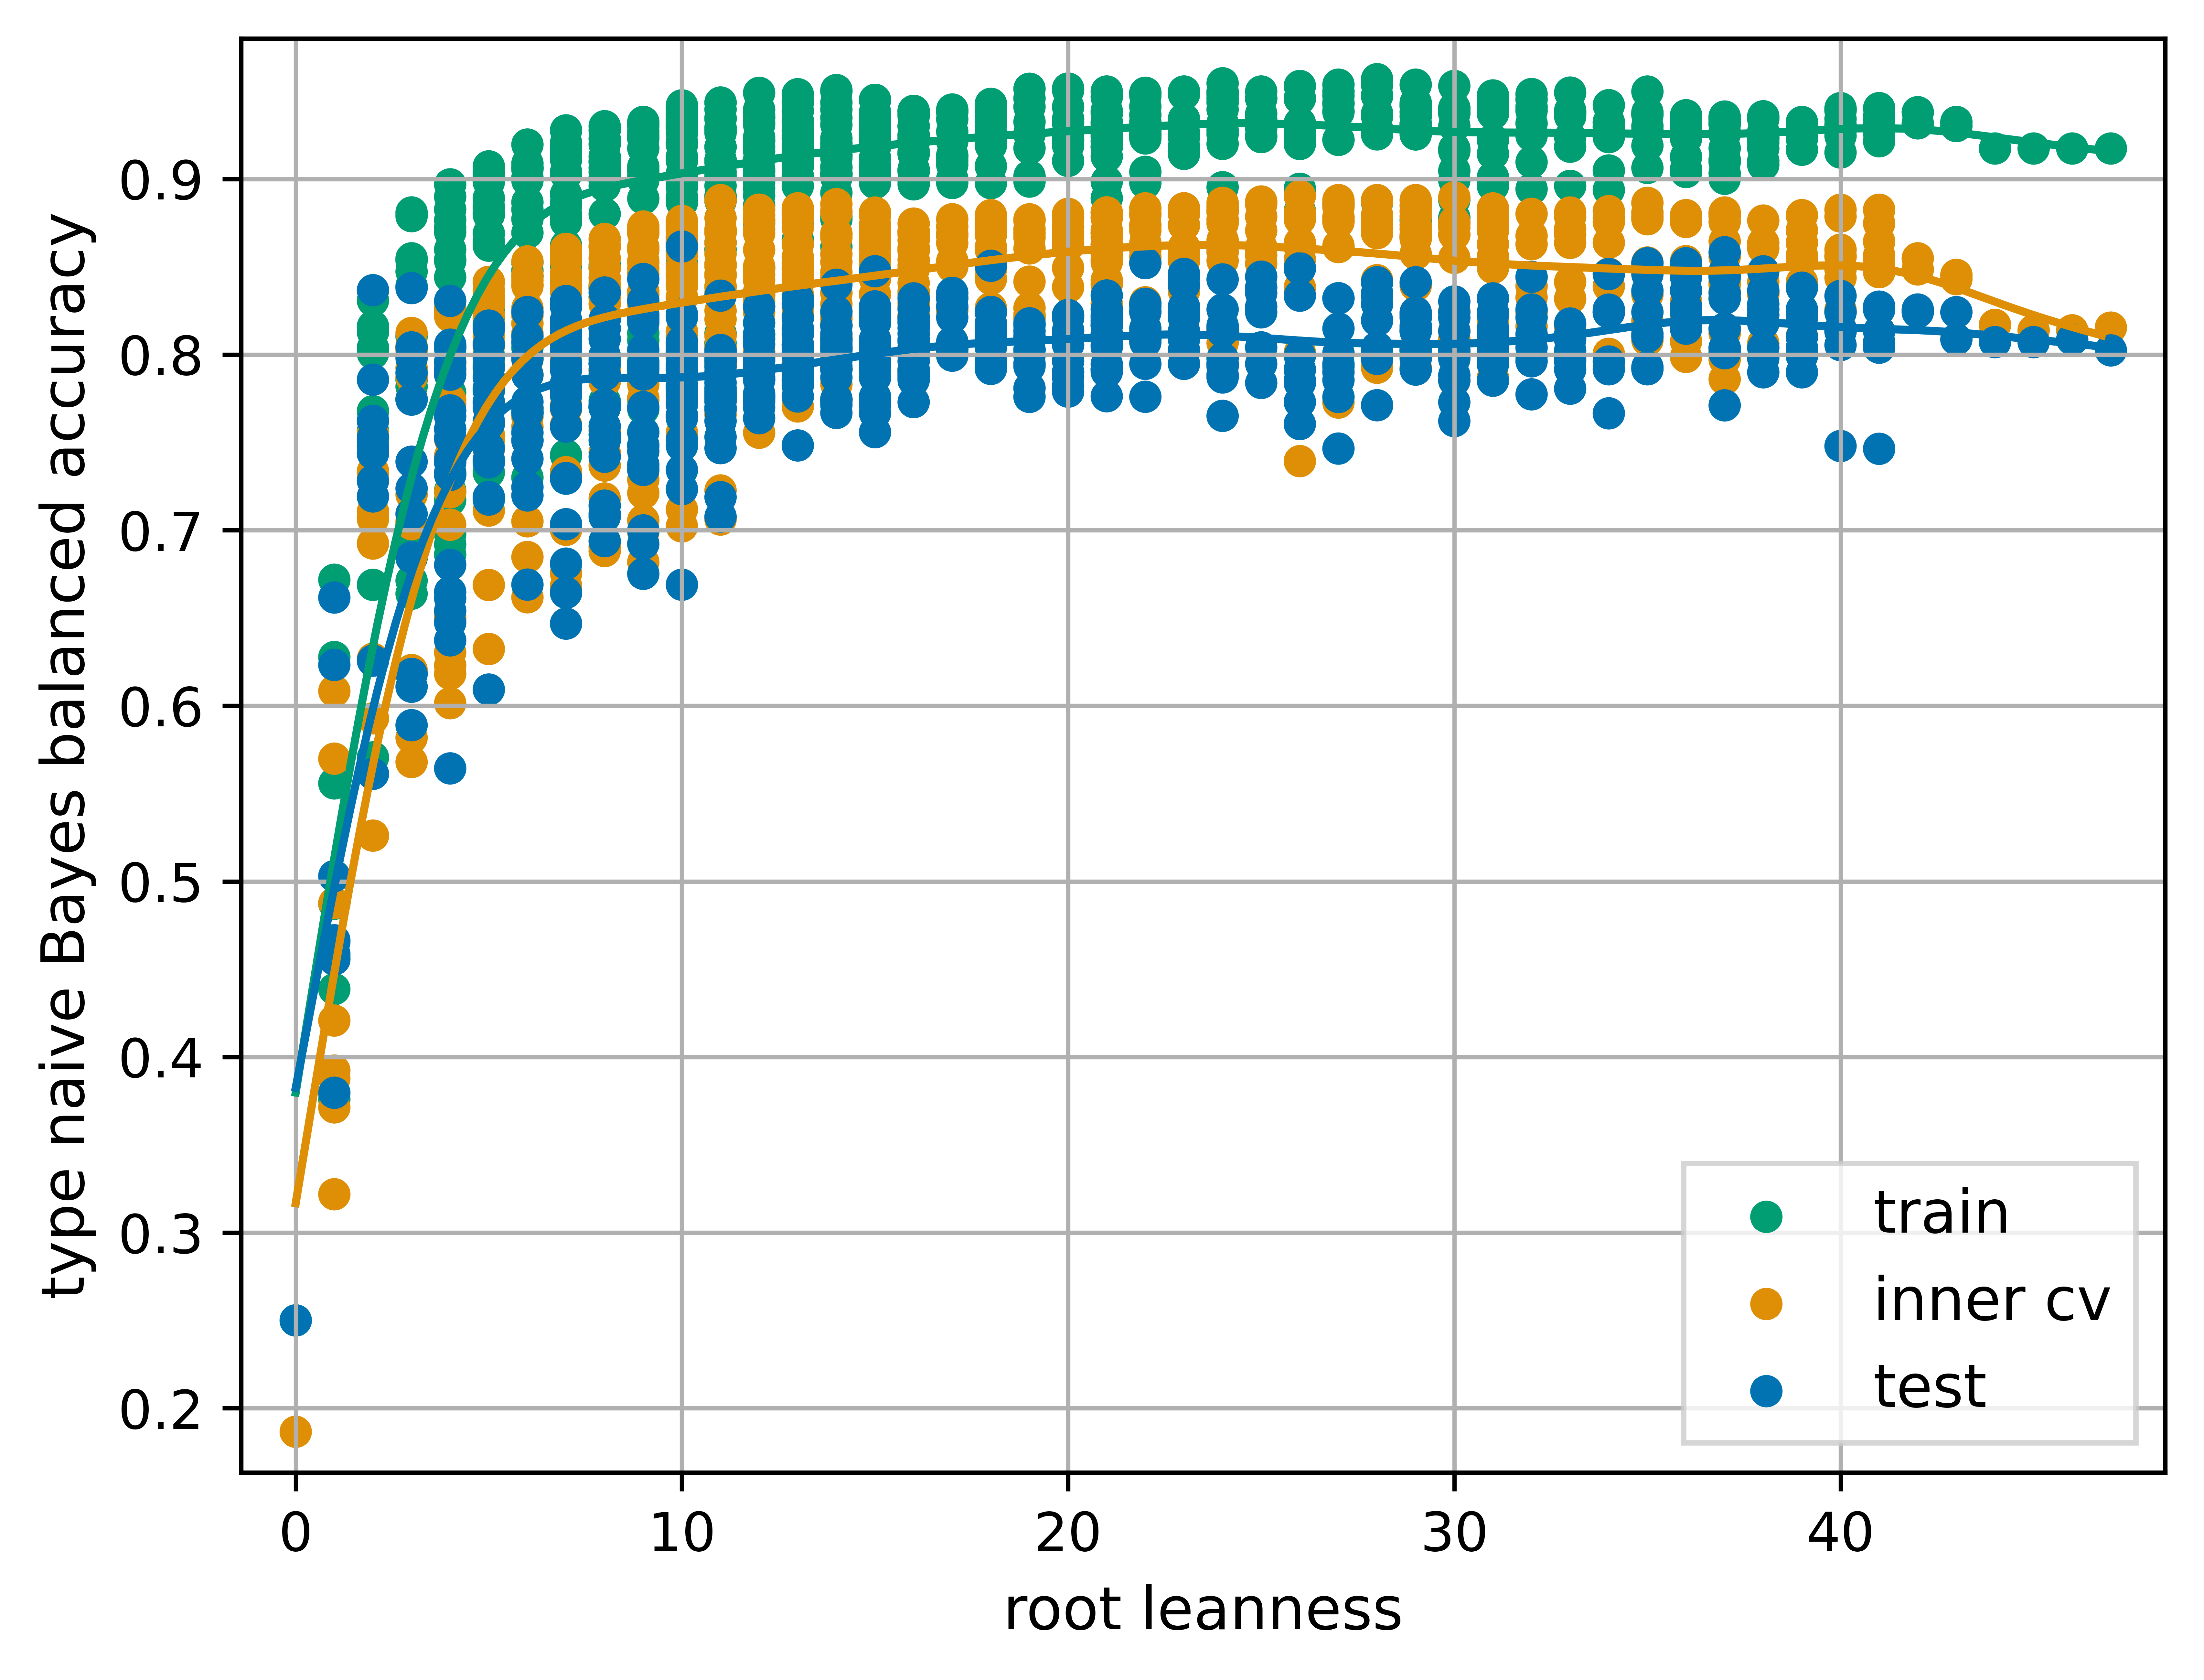 type naive Bayes balanced accuracy
0.9
0.8
0.7
0.6
0.5
0.4
0.3
0.2
train
inner cv
test
0 10 20 30 40
root leanness